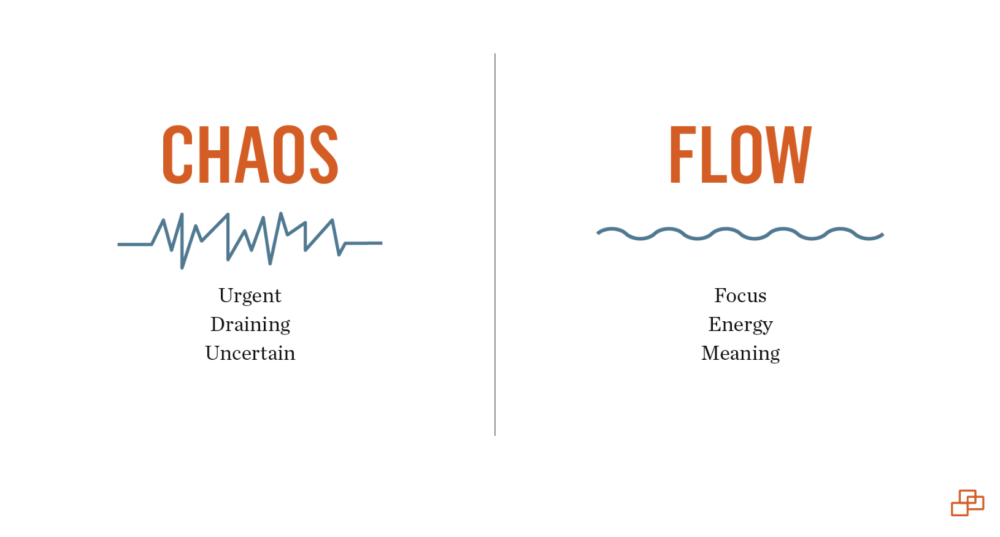 CHAOS
Urgent
Draining
Uncertain
FLOW
Focus
Energy
Meaning